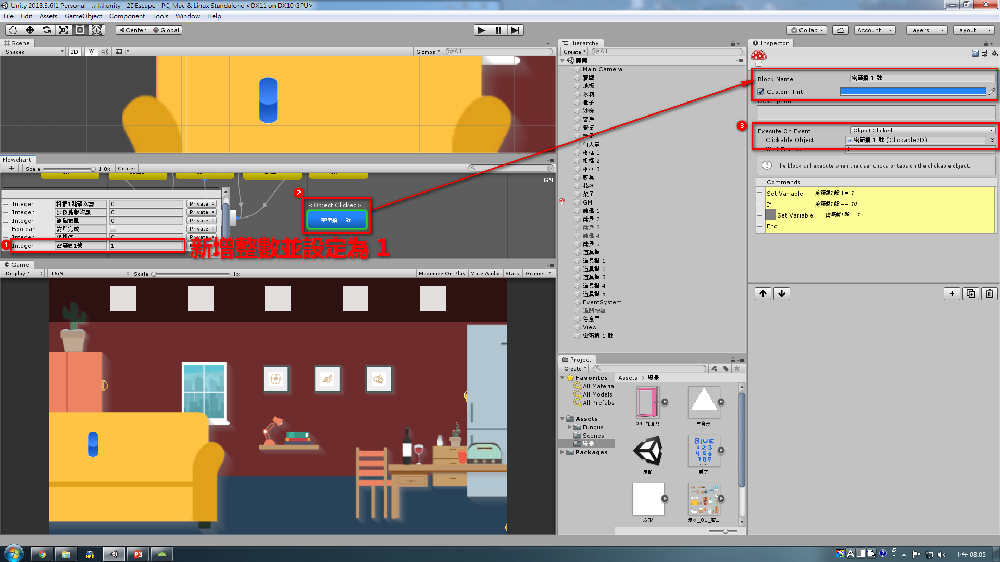 Unity 2018.3.6f1 Personal - 房間.unity - 2DEscape - PC, Mac & Linux Standalone <DX11 on DX10 GPU>
File Edit Assets GameObject Component Tools Window Help
Center Global
Collab Account Layers Layout
Scene
Shaded 2D Gizmos All
Flowchart
Scale 1.0x Center
GM
Integer 相框1點擊次數 0 Private
Integer 沙發點擊次數 0 Private
Integer 鑰匙數量 0 Private
Boolean 對話完成 Private
Integer 隨機值 0 Private
1 Integer 密碼鎖1號 1
2
<Object Clicked>
密碼鎖 1 號
新增整數並設定為 1
Game
Display 1 16:9 Scale 1x Maximize On Play Mute Audio Stats Gizmos
Hierarchy
Create All
房間
Main Camera
牆壁
地板
冰箱
櫃子
沙發
窗戶
餐桌
椅子
仙人掌
相框 1
相框 2
相框 3
廚具
花盆
架子
GM
鑰匙 1
鑰匙 2
鑰匙 3
鑰匙 4
鑰匙 5
道具欄
道具欄 1
道具欄 2
道具欄 3
道具欄 4
道具欄 5
EventSystem
過關按鈕
任意門
View
密碼鎖 1 號
Project
Create
Favorites
All Materia
All Models
All Prefabs
Assets
Fungus
Scenes
場景
Packages
Assets > 場景
04_任意門
三角形
BLUE
1 2 3
4 5 6
7 8 9
房間
數字
方形
素材_01_密...
Inspector
Block Name 密碼鎖 1 號
Custom Tint
Description
3
Execute On Event Object Clicked
Clickable Object 密碼鎖 1 號 (Clickable2D)
Wait Frames 1
The block will execute when the user clicks or taps on the clickable object.
Commands
Set Variable 密碼鎖1號 += 1
If 密碼鎖1號 == 10
Set Variable 密碼鎖1號 = 1
End
HFS
A
下午 08:05